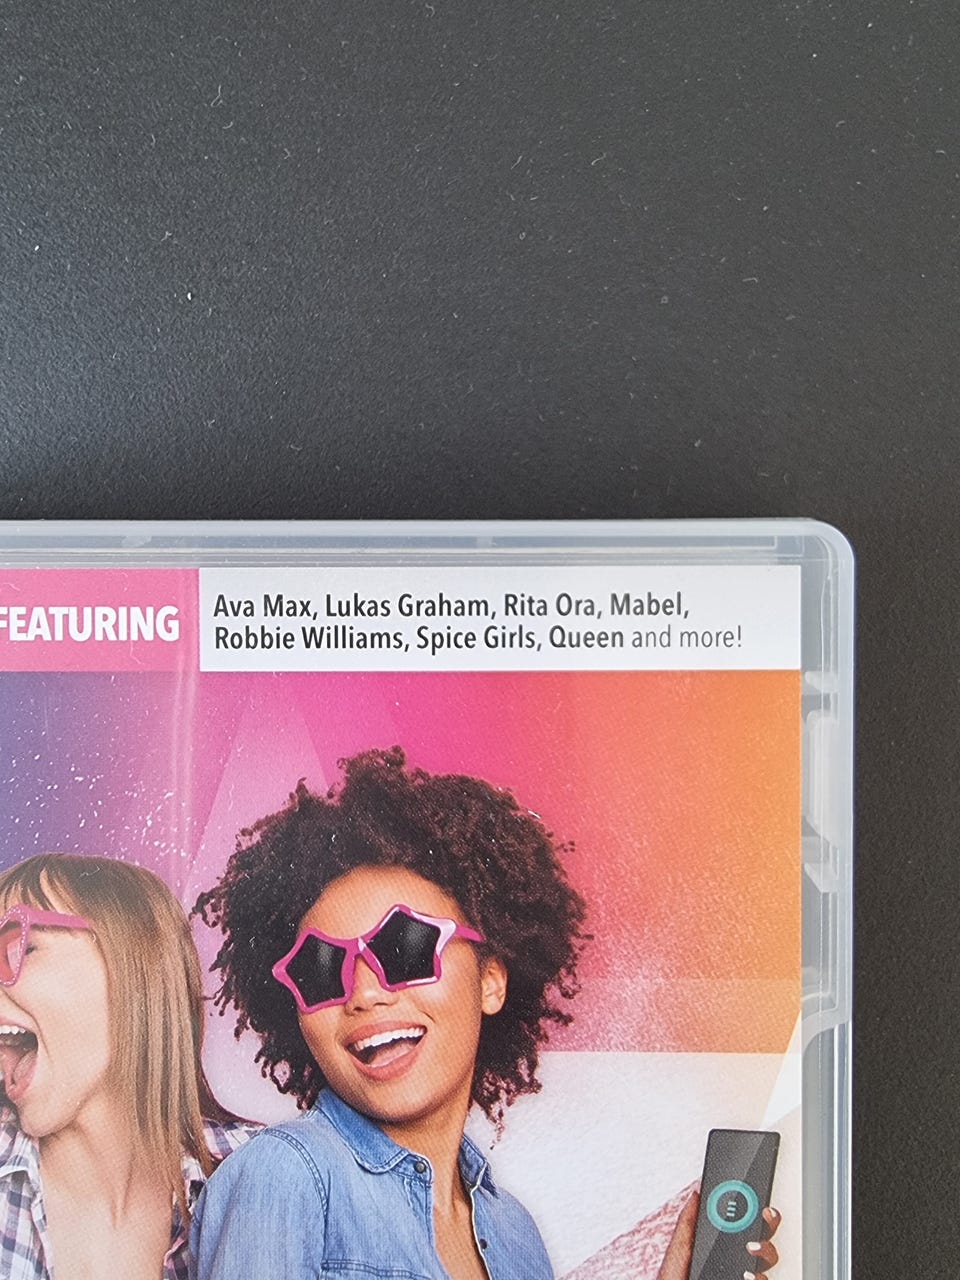 FEATURING
Ava Max, Lukas Graham, Rita Ora, Mabel,
Robbie Williams, Spice Girls, Queen and more!